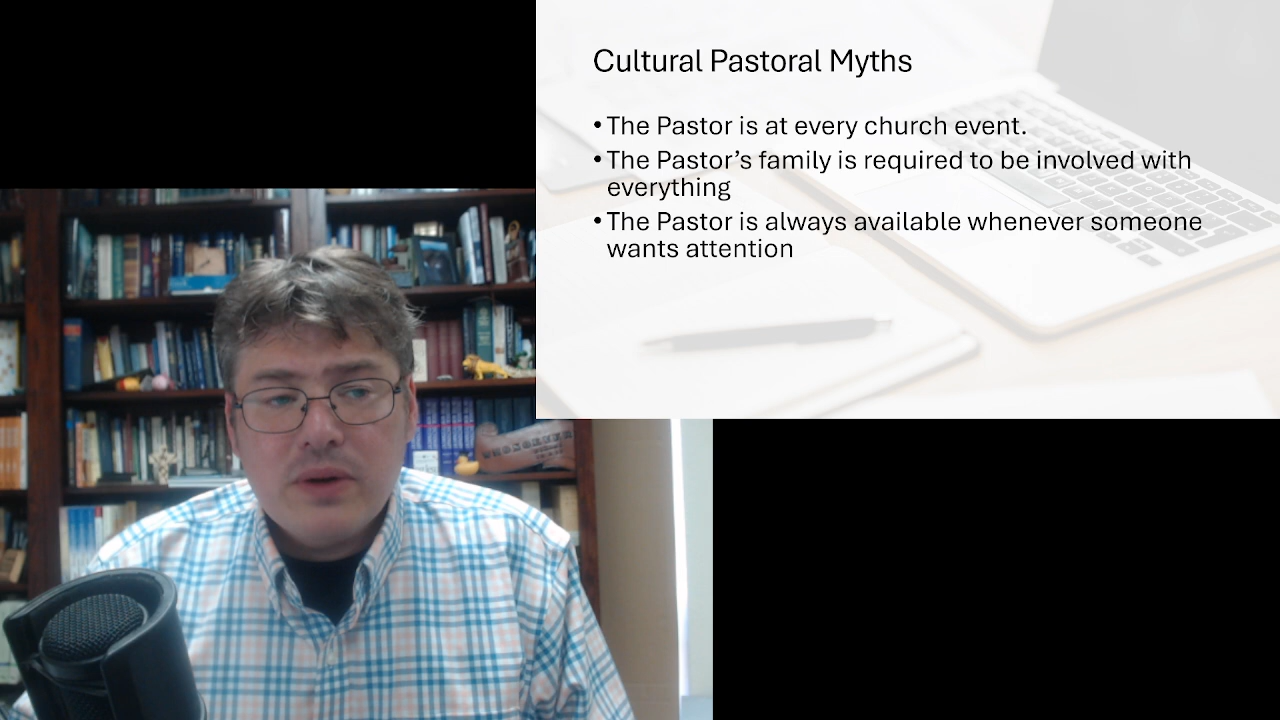 Cultural Pastoral Myths
•The Pastor is at every church event.
•The Pastor’s family is required to be involved with
everything
•The Pastor is always available whenever someone
wants attention